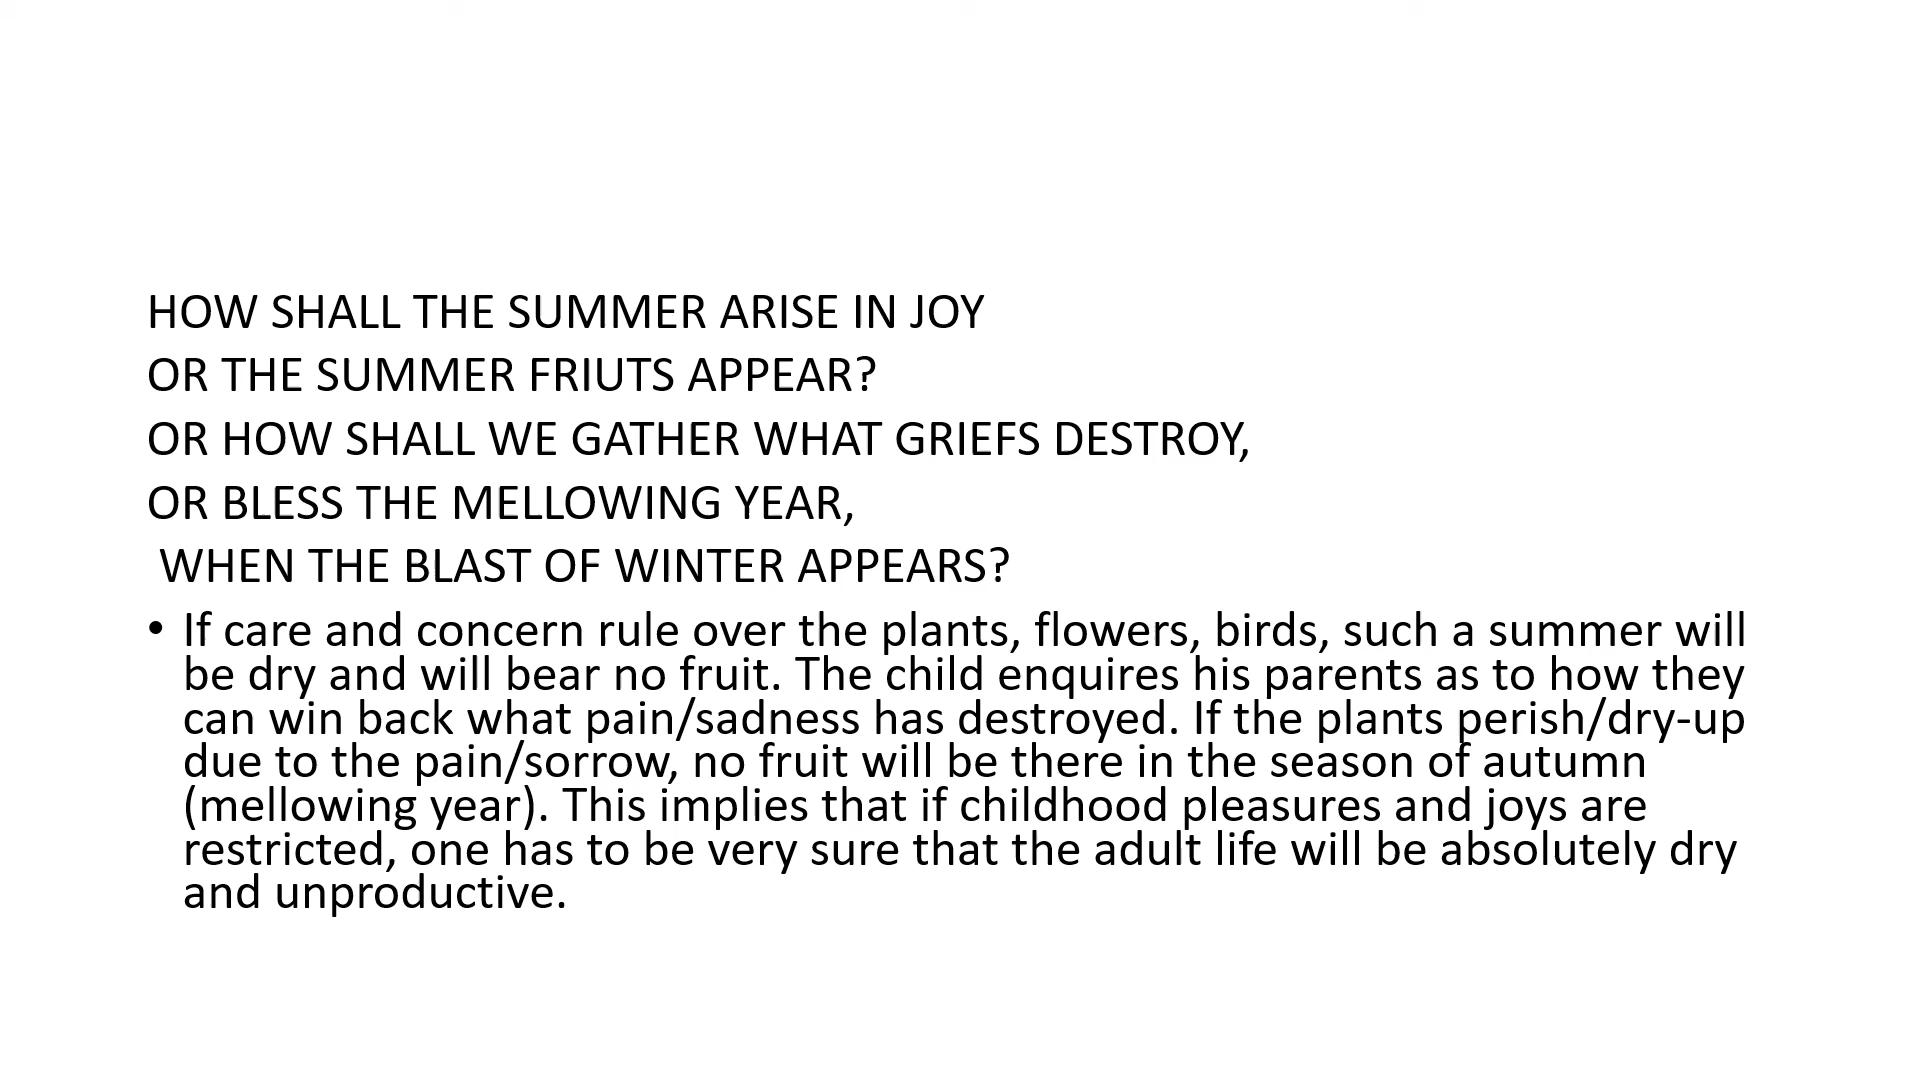 HOW SHALL THE SUMMER ARISE IN JOY
OR THE SUMMER FRIUTS APPEAR?
OR HOW SHALL WE GATHER WHAT GRIEFS DESTROY,
OR BLESS THE MELLOWING YEAR,
WHEN THE BLAST OF WINTER APPEARS?
• If care and concern rule over the plants, flowers, birds, such a summer will
be dry and will bear no fruit. The child enquires his parents as to how they
can win back what pain/sadness has destroyed. If the plants perish/dry-up
due to the pain/sorrow, no fruit will be there in the season of autumn
(mellowing year). This implies that if childhood pleasures and joys are
restricted, one has to be very sure that the adult life will be absolutely dry
and unproductive.